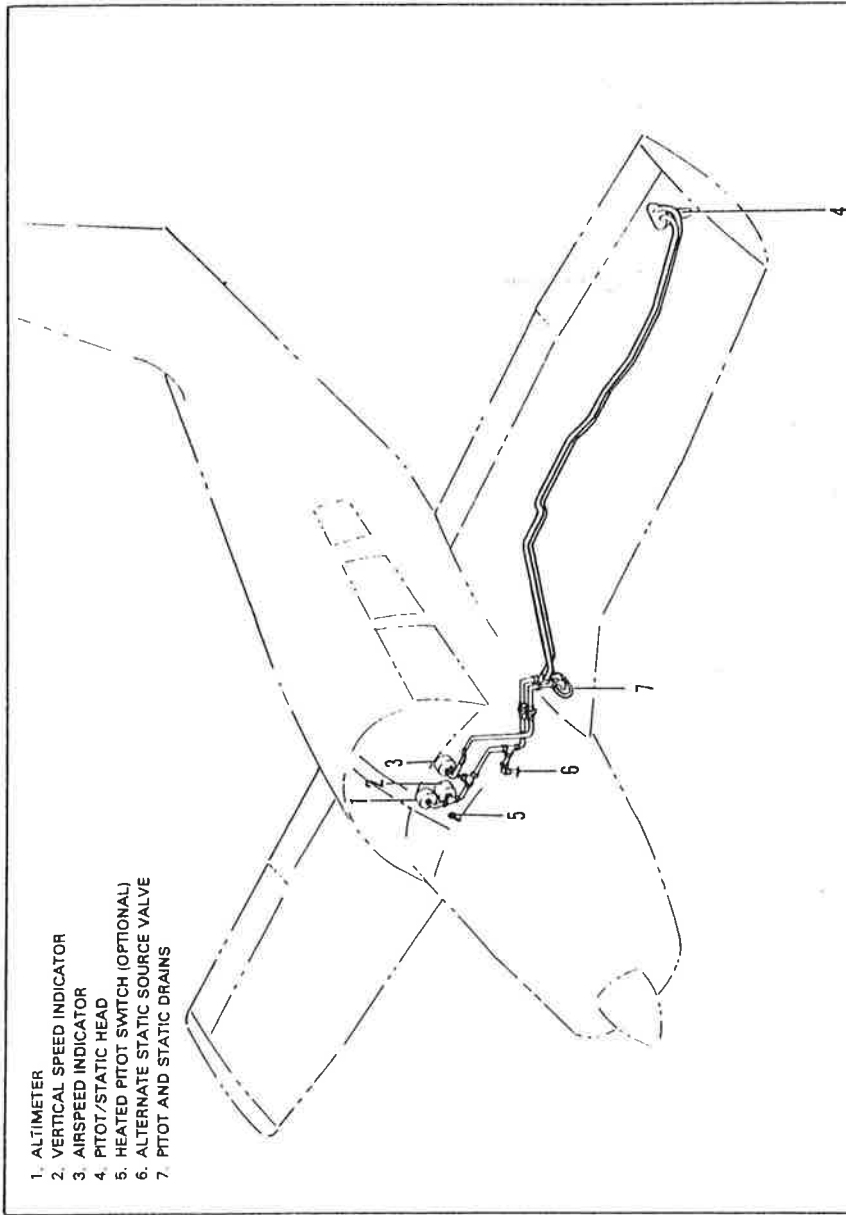 1. ALTIMETER
2. VERTICAL SPEED INDICATOR
3. AIRSPEED INDICATOR
4. PITOT/STATIC HEAD
5. HEATED PITOT SWITCH (OPTIONAL)
6. ALTERNATE STATIC SOURCE VALVE
7. PITOT AND STATIC DRAINS
1
2
3
5
6
7
4